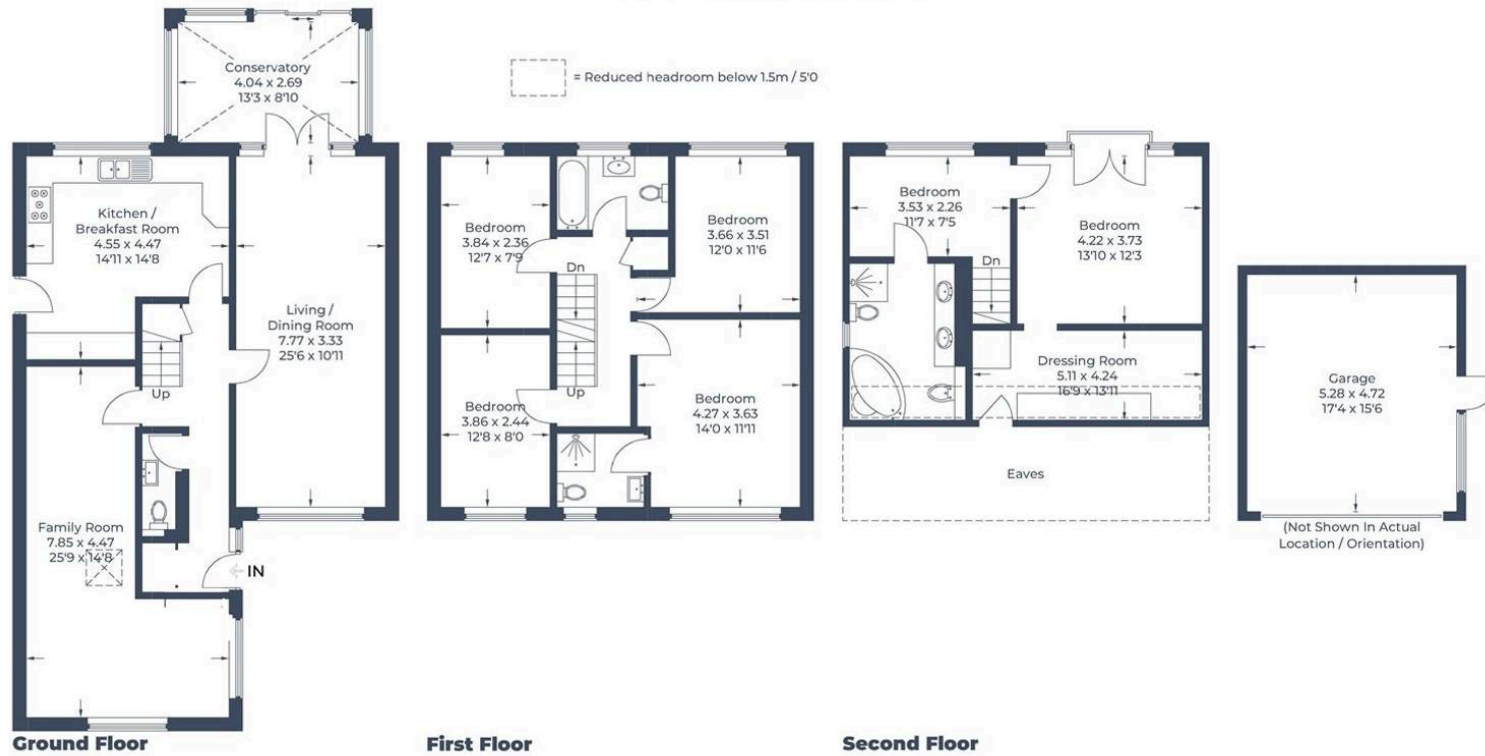 Conservatory
4.04 x 2.69
13'3 x 8'10
= Reduced headroom below 1.5m / 5'0
Kitchen /
Breakfast Room
4.55 x 4.47
14'11 x 14'8
Living /
Dining Room
7.77 x 3.33
25'6 x 10'11
Up
Family Room
7.85 x 4.47
25'9 x 14'8
IN
Ground Floor
Bedroom
3.84 x 2.36
12'7 x 7'9
Bedroom
3.66 x 3.51
12'0 x 11'6
Dn
Up
Bedroom
3.86 x 2.44
12'8 x 8'0
Bedroom
4.27 x 3.63
14'0 x 11'11
First Floor
Bedroom
3.53 x 2.26
11'7 x 7'5
Bedroom
4.22 x 3.73
13'10 x 12'3
Dn
Dressing Room
5.11 x 4.24
16'9 x 13'11
Eaves
Second Floor
Garage
5.28 x 4.72
17'4 x 15'6
(Not Shown In Actual
Location / Orientation)